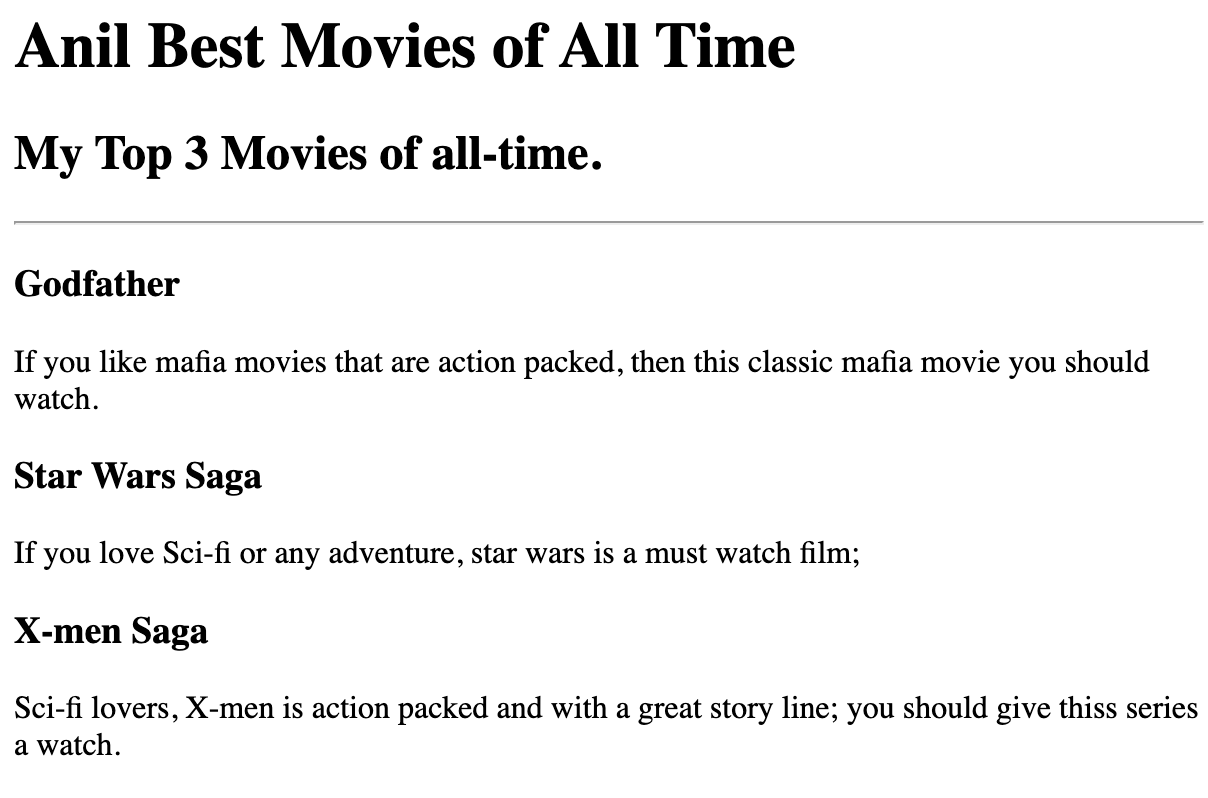 Anil Best Movies of All Time
My Top 3 Movies of all-time.
Godfather
If you like mafia movies that are action packed, then this classic mafia movie you should
watch.
Star Wars Saga
If you love Sci-fi or any adventure, star wars is a must watch film;
X-men Saga
Sci-fi lovers, X-men is action packed and with a great story line; you should give thiss series
a watch.